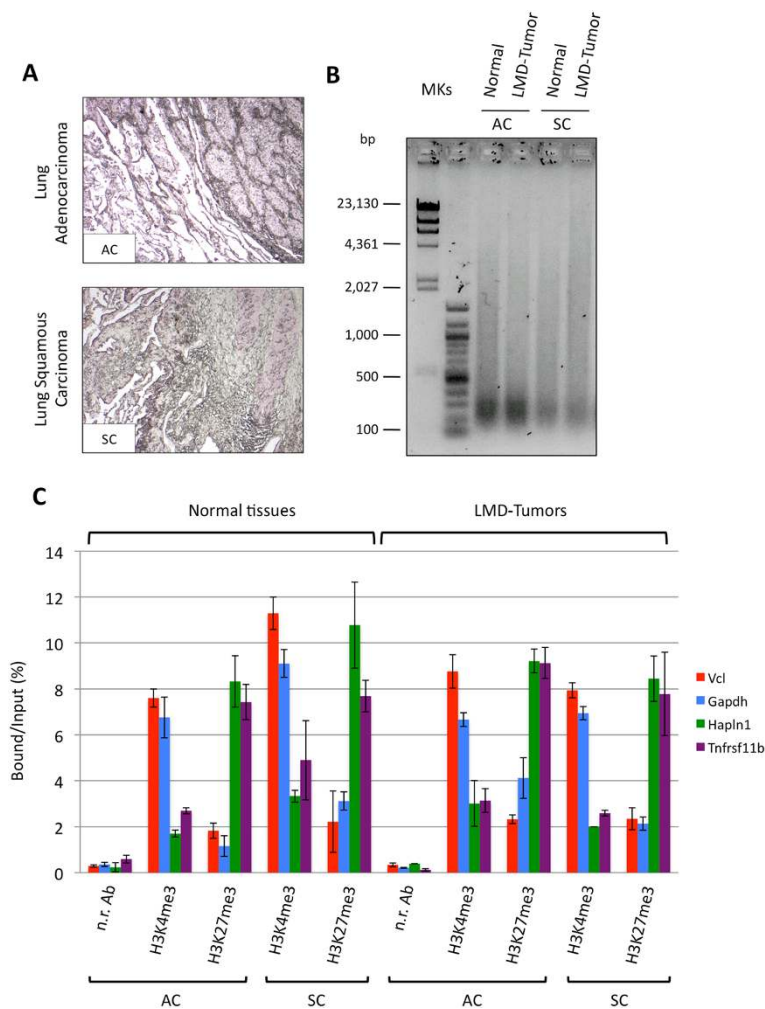 A
Lung
Adenocarcinoma
AC
Lung Squamous
Carcinoma
SC
B
MKs
Normal
LMD-Tumor
Normal
LMD-Tumor
AC
SC
bp
23,130
4,361
2,027
1,000
500
100
C
Normal tissues
LMD-Tumors
Bound/Input (%)
14
12
10
8
6
4
2
0
Vcl
Gapdh
Hapln1
Tnfrsf11b
n.r. Ab
H3K4me3
H3K27me3
H3K4me3
H3K27me3
n.r. Ab
H3K4me3
H3K27me3
H3K4me3
H3K27me3
AC
SC
AC
SC